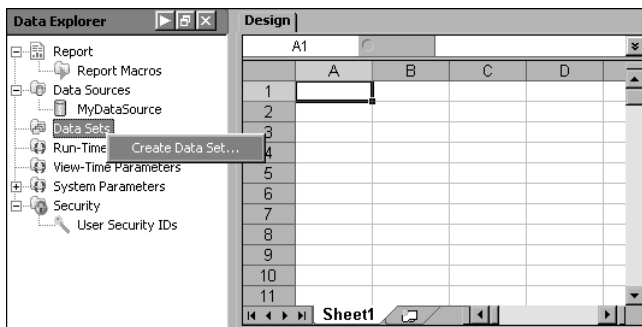 Data Explorer
Report
Report Macros
Data Sources
MyDataSource
Data Sets
Create Data Set...
Run-Time
View-Time Parameters
System Parameters
Security
User Security IDs
Design
A1
A B C D
1
2
3
4
5
6
7
8
9
10
11
Sheet1